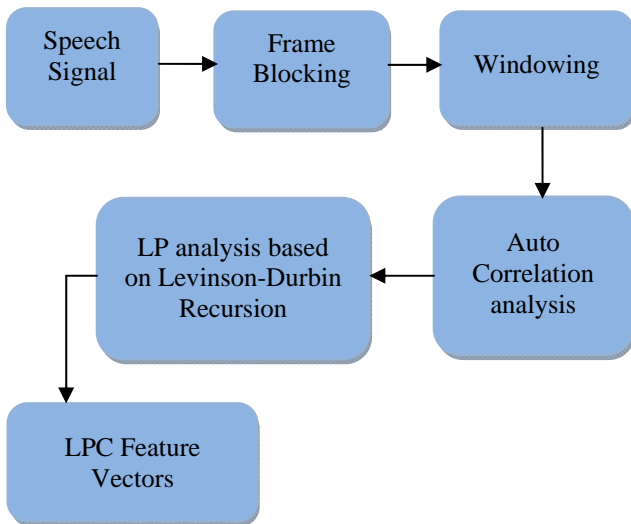 Speech
Signal
Frame
Blocking
Windowing
Auto
Correlation
analysis
LP analysis based
on Levinson-Durbin
Recursion
LPC Feature
Vectors